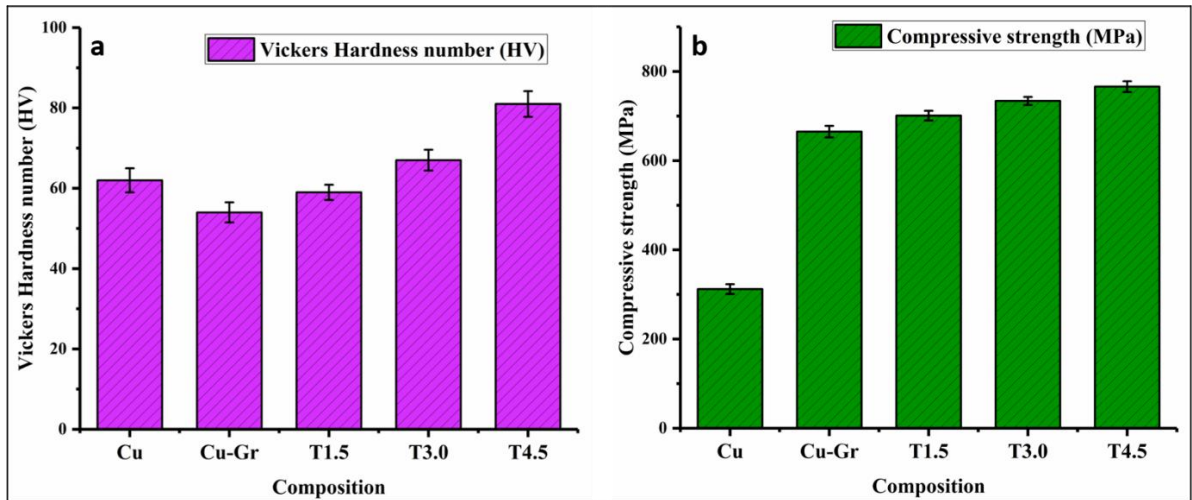 a
Vickers Hardness number (HV)
Vickers Hardness number (HV)
100
80
60
40
20
0
Cu Cu-Gr T1.5 T3.0 T4.5
Composition
b
Compressive strength (MPa)
Compressive strength (MPa)
800
600
400
200
0
Cu Cu-Gr T1.5 T3.0 T4.5
Composition